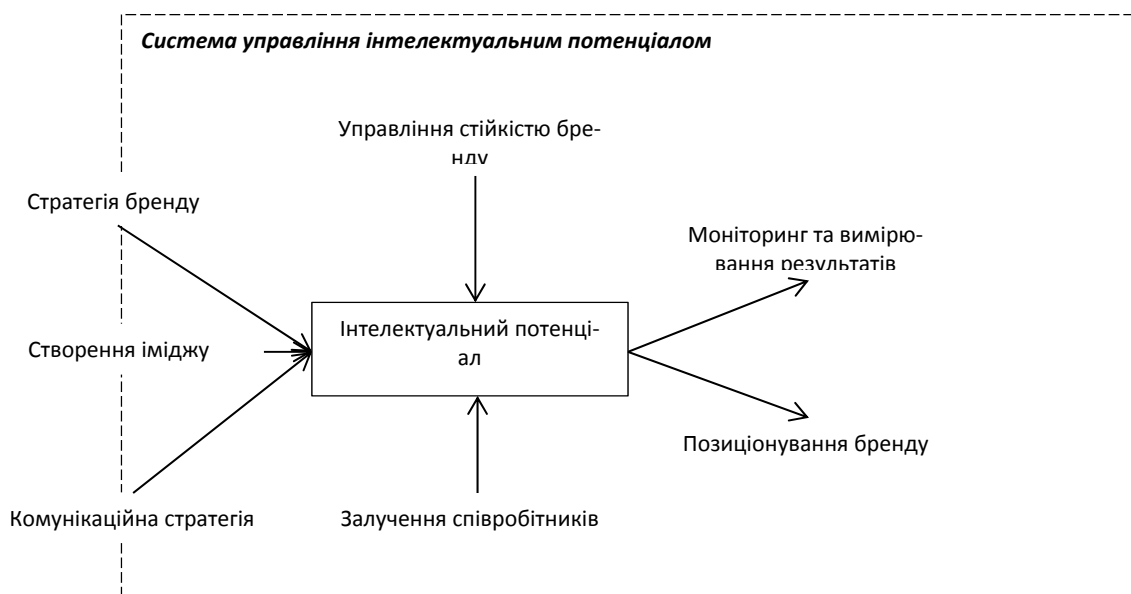 Система управління інтелектуальним потенціалом
Управління стійкістю бре-
нду
Стратегія бренду
Моніторинг та вимірю-
вання результатів
Інтелектуальний потенці-
ал
Створення іміджу
Позиціонування бренду
Комунікаційна стратегія
Залучення співробітників